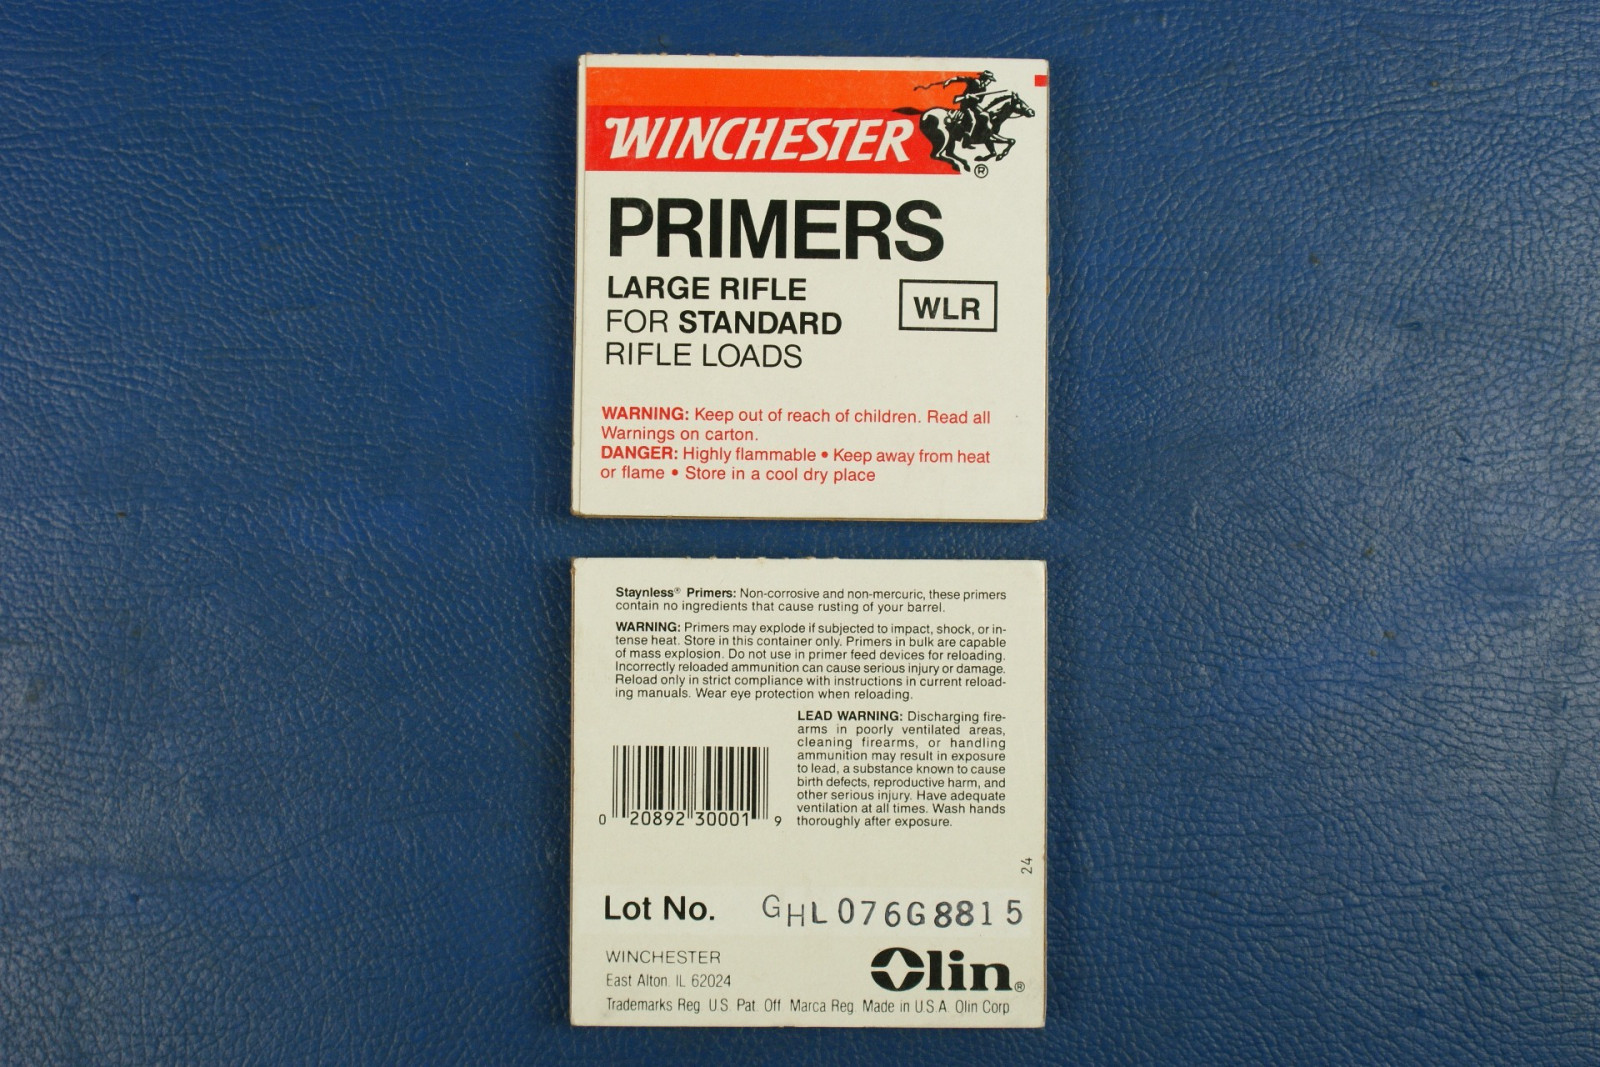 WINCHESTER
®
PRIMERS
LARGE RIFLE
FOR STANDARD
RIFLE LOADS
WLR
WARNING: Keep out of reach of children. Read all
Warnings on carton.
DANGER: Highly flammable • Keep away from heat
or flame • Store in a cool dry place
Staynless® Primers: Non-corrosive and non-mercuric, these primers
contain no ingredients that cause rusting of your barrel.
WARNING: Primers may explode if subjected to impact, shock, or in-
tense heat. Store in this container only. Primers in bulk are capable
of mass explosion. Do not use in primer feed devices for reloading.
Incorrectly reloaded ammunition can cause serious injury or damage.
Reload only in strict compliance with instructions in current reload-
ing manuals. Wear eye protection when reloading.
LEAD WARNING: Discharging fire-
arms in poorly ventilated areas,
cleaning firearms, or handling
ammunition may result in exposure
to lead, a substance known to cause
birth defects, reproductive harm, and
other serious injury. Have adequate
ventilation at all times. Wash hands
thoroughly after exposure.
0 20892 30001 9
24
Lot No. GHL076G8815
WINCHESTER
East Alton, IL 62024
Olin®
Trademarks Reg. U.S. Pat. Off. Marca Reg. Made in U.S.A. Olin Corp.